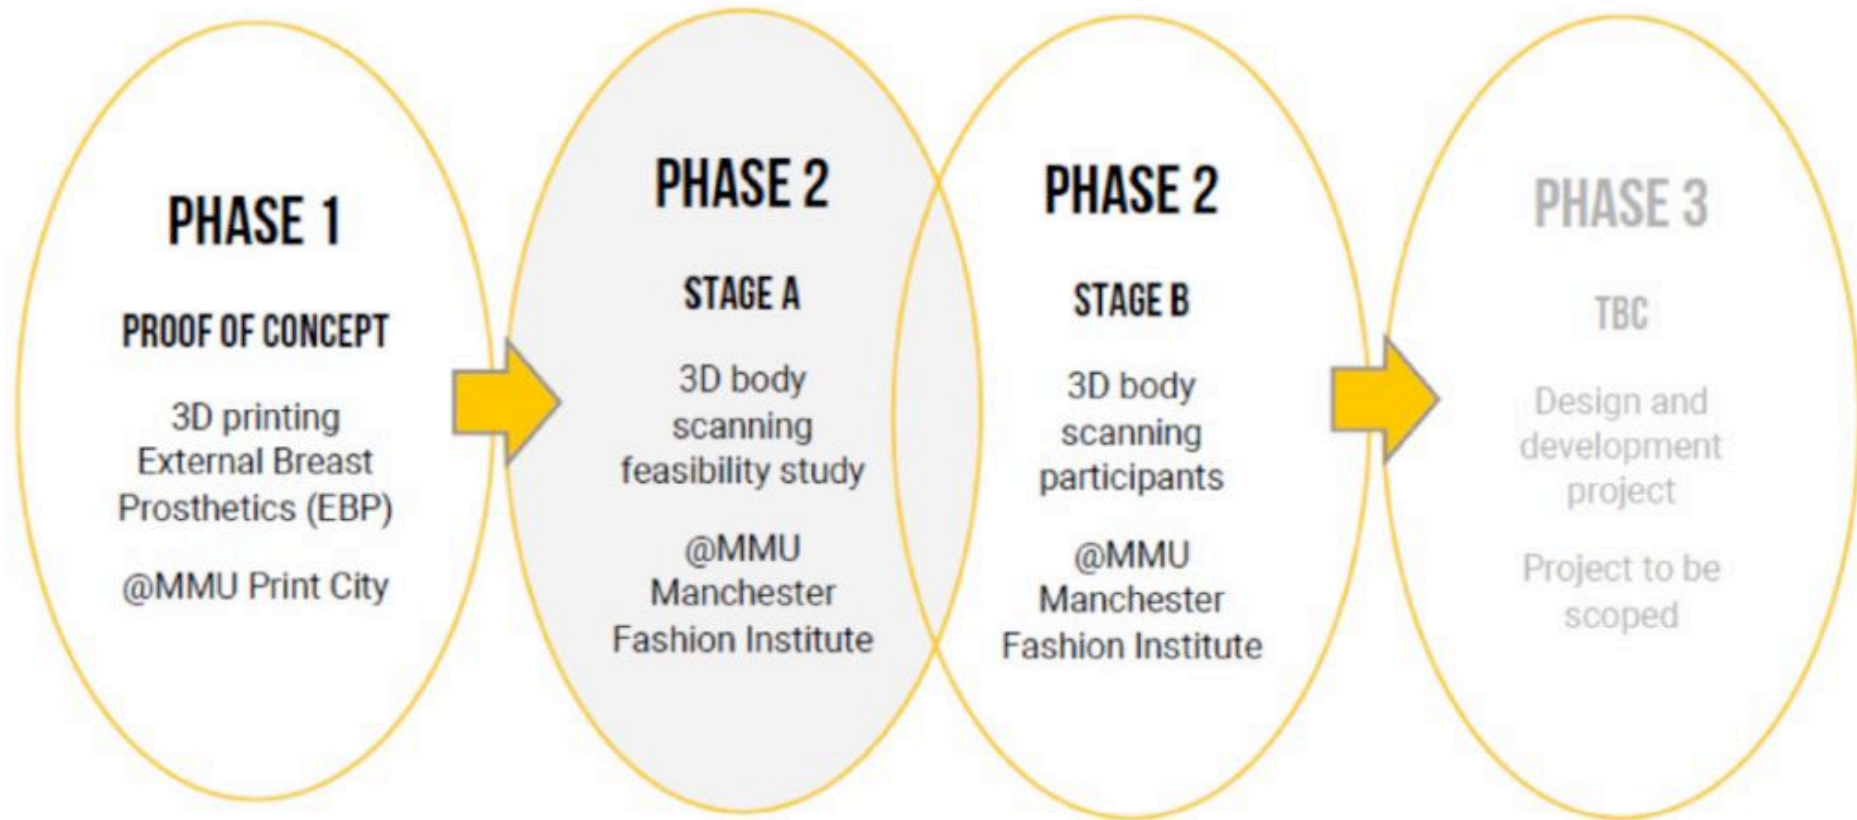 PHASE 1
PROOF OF CONCEPT
3D printing
External Breast
Prosthetics (EBP)
@MMU Print City
PHASE 2
STAGE A
3D body
scanning
feasibility study
@MMU
Manchester
Fashion Institute
PHASE 2
STAGE B
3D body
scanning
participants
@MMU
Manchester
Fashion Institute
PHASE 3
TBC
Design and
development
project
Project to be
scoped